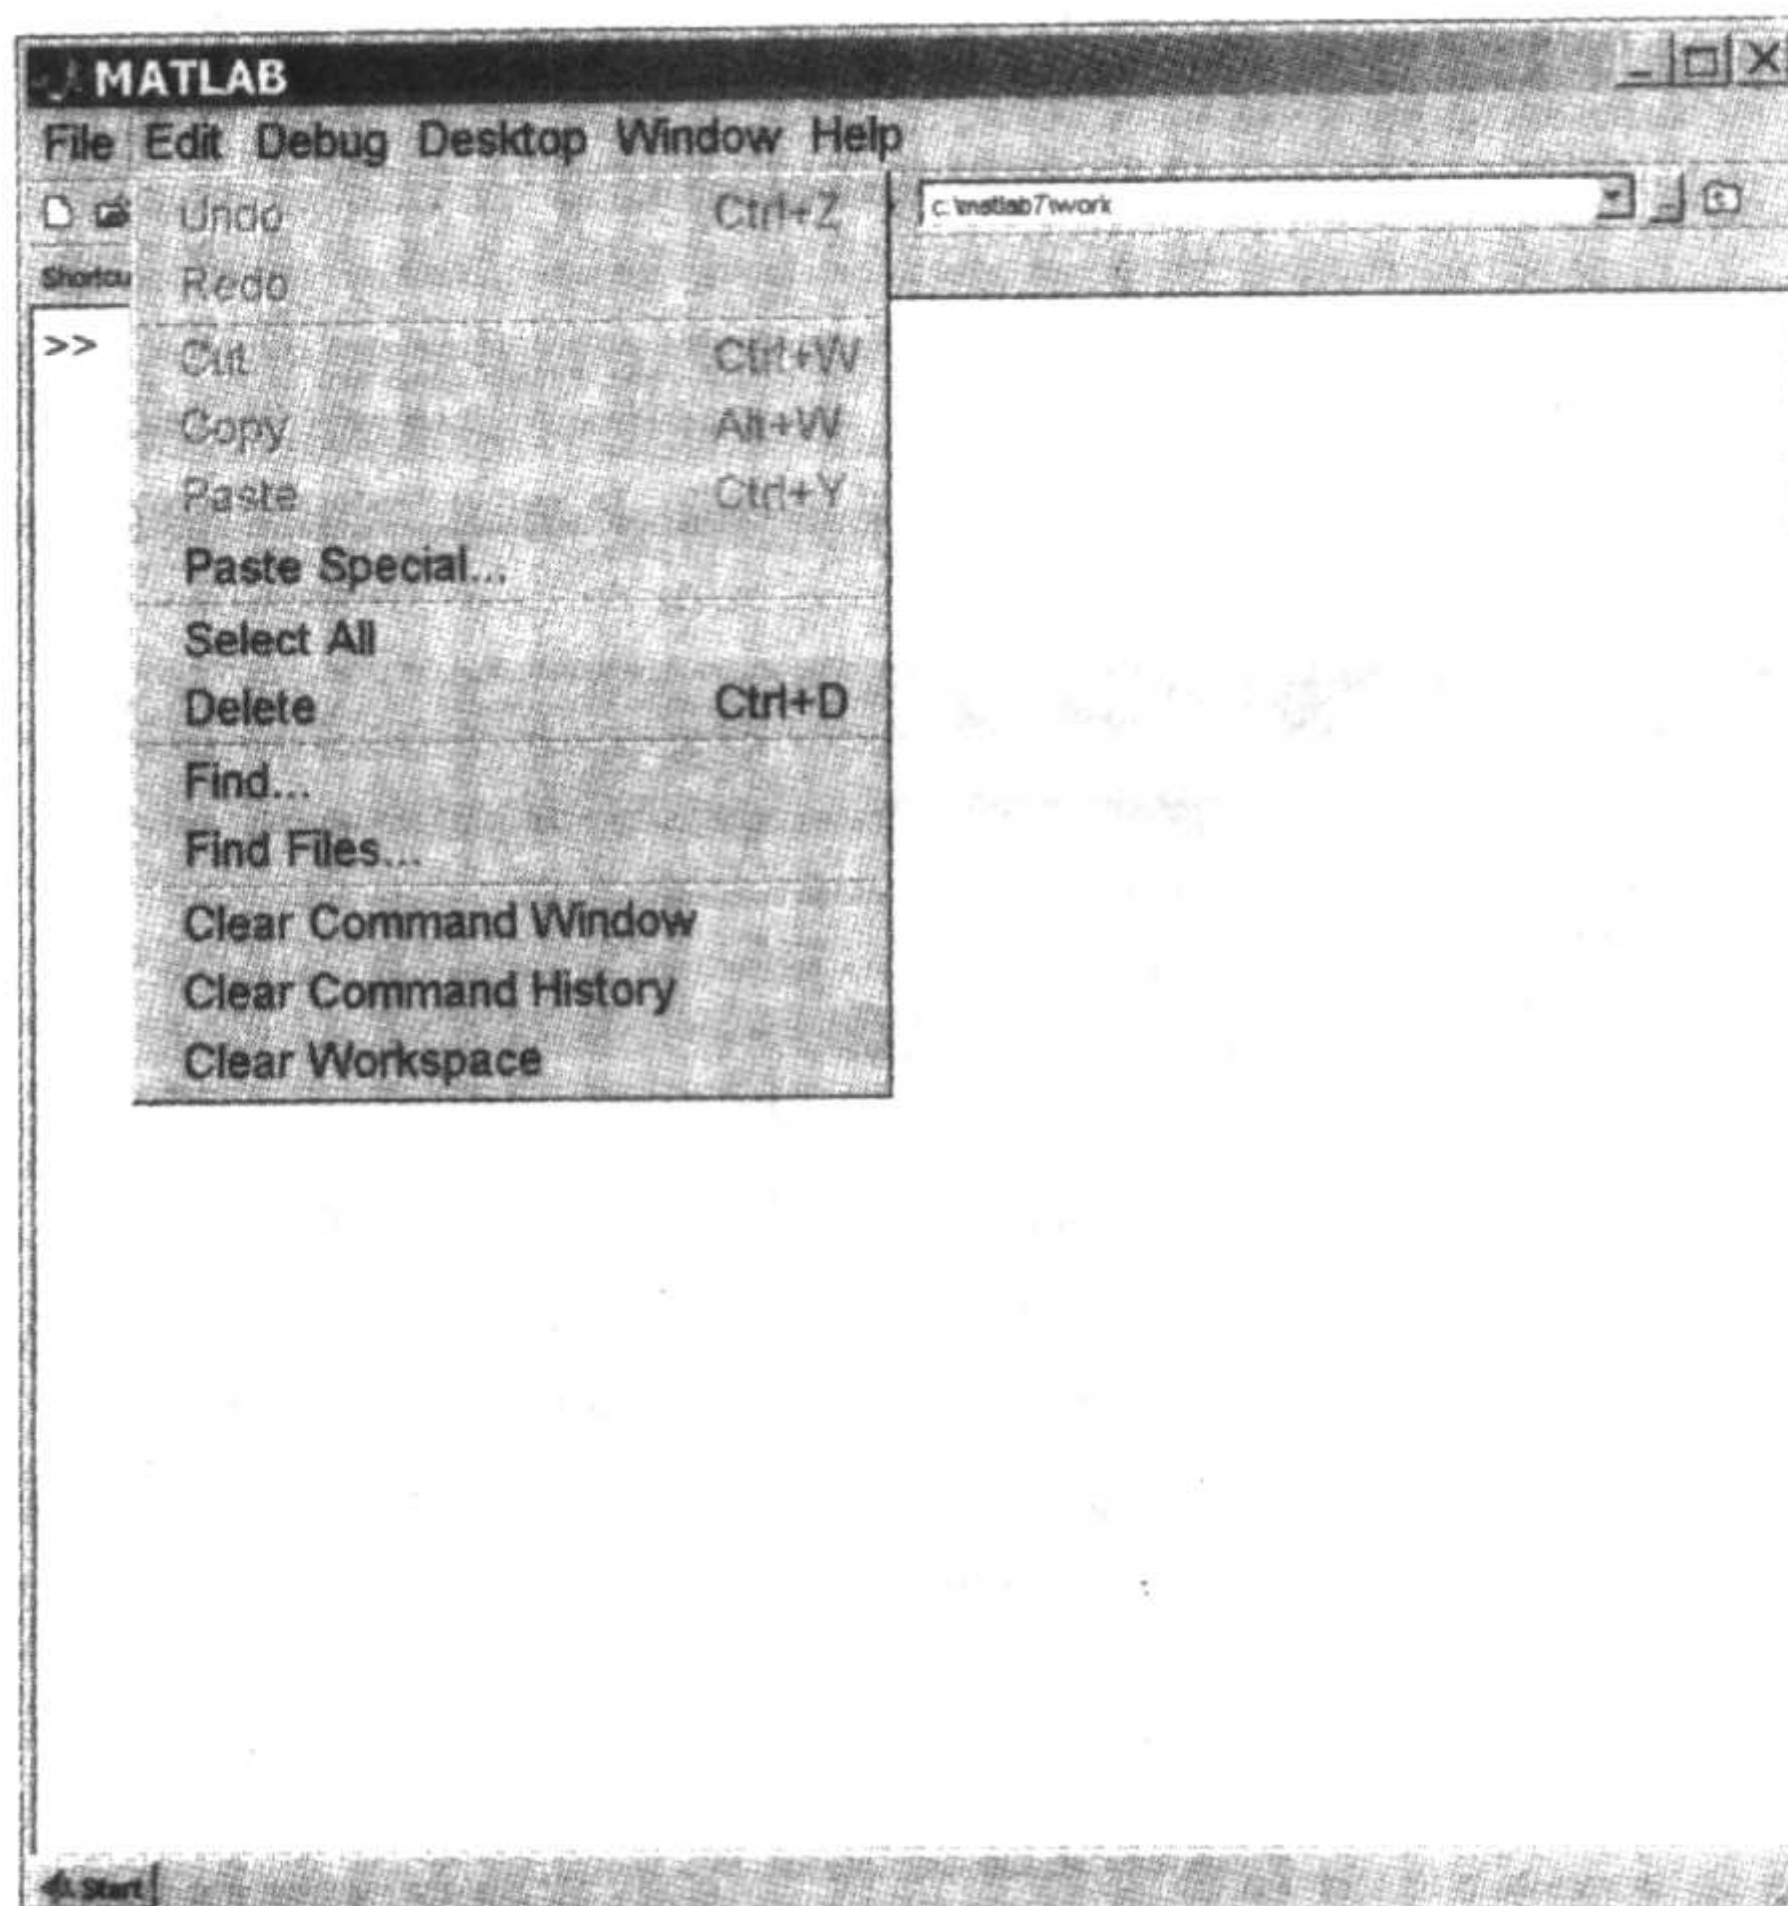 MATLAB
File Edit Debug Desktop Window Help
Undo Ctrl+Z
c:\matlab7\work
Redo
Shortcu
>>
Cut Ctrl+W
Copy Alt+W
Paste Ctrl+Y
Paste Special...
Select All
Delete Ctrl+D
Find...
Find Files...
Clear Command Window
Clear Command History
Clear Workspace
Start